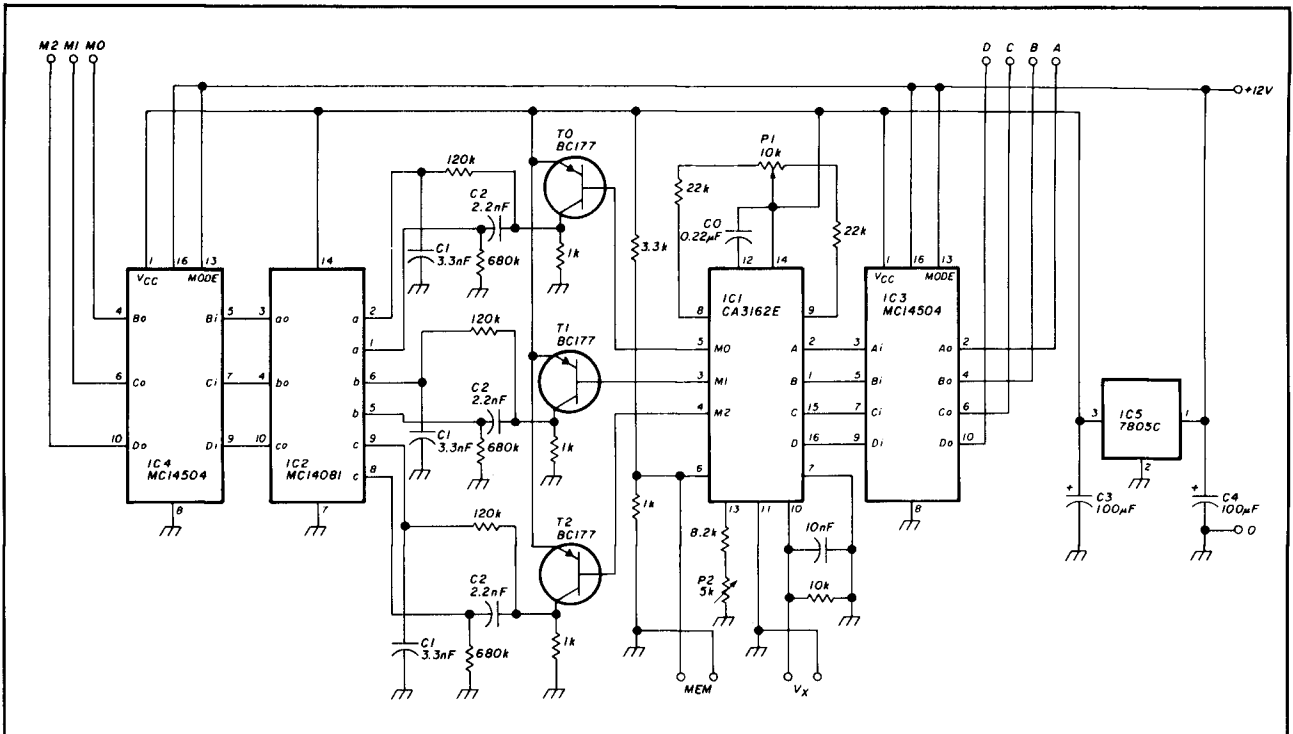 M2 M1 M0
D C B A
+12V
T0
BC177
120k
C2
2.2nF
C1
3.3nF
680k
1k
P1
10k
22k
22k
C0
0.22µF
3.3k
1 16 13
VCC MODE
14
12 14
1 16 13
VCC MODE
4 Bo Bi 5 3 ao a 2
a 1
6 Co Ci 7 4 bo b 6
b 5
10 Do Di 9 10 co c 9
c 8
IC4
MC14504
8
IC2
MC14081
7
120k
T1
BC177
C2
2.2nF
C1
3.3nF
680k
1k
120k
T2
BC177
C2
2.2nF
C1
3.3nF
680k
1k
IC1
CA3162E
8 9
5 M0 A 2
3 M1 B 1
4 M2 C 15
D 16
6 7
13 11 10
IC3
MC14504
3 Ai Ao 2
5 Bi Bo 4
7 Ci Co 6
9 Di Do 10
8
1k
8.2k
P2
5k
10nF
10k
MEM
VX
3 IC5 1
7805C
2
+
C3
100µF
+
C4
100µF
0